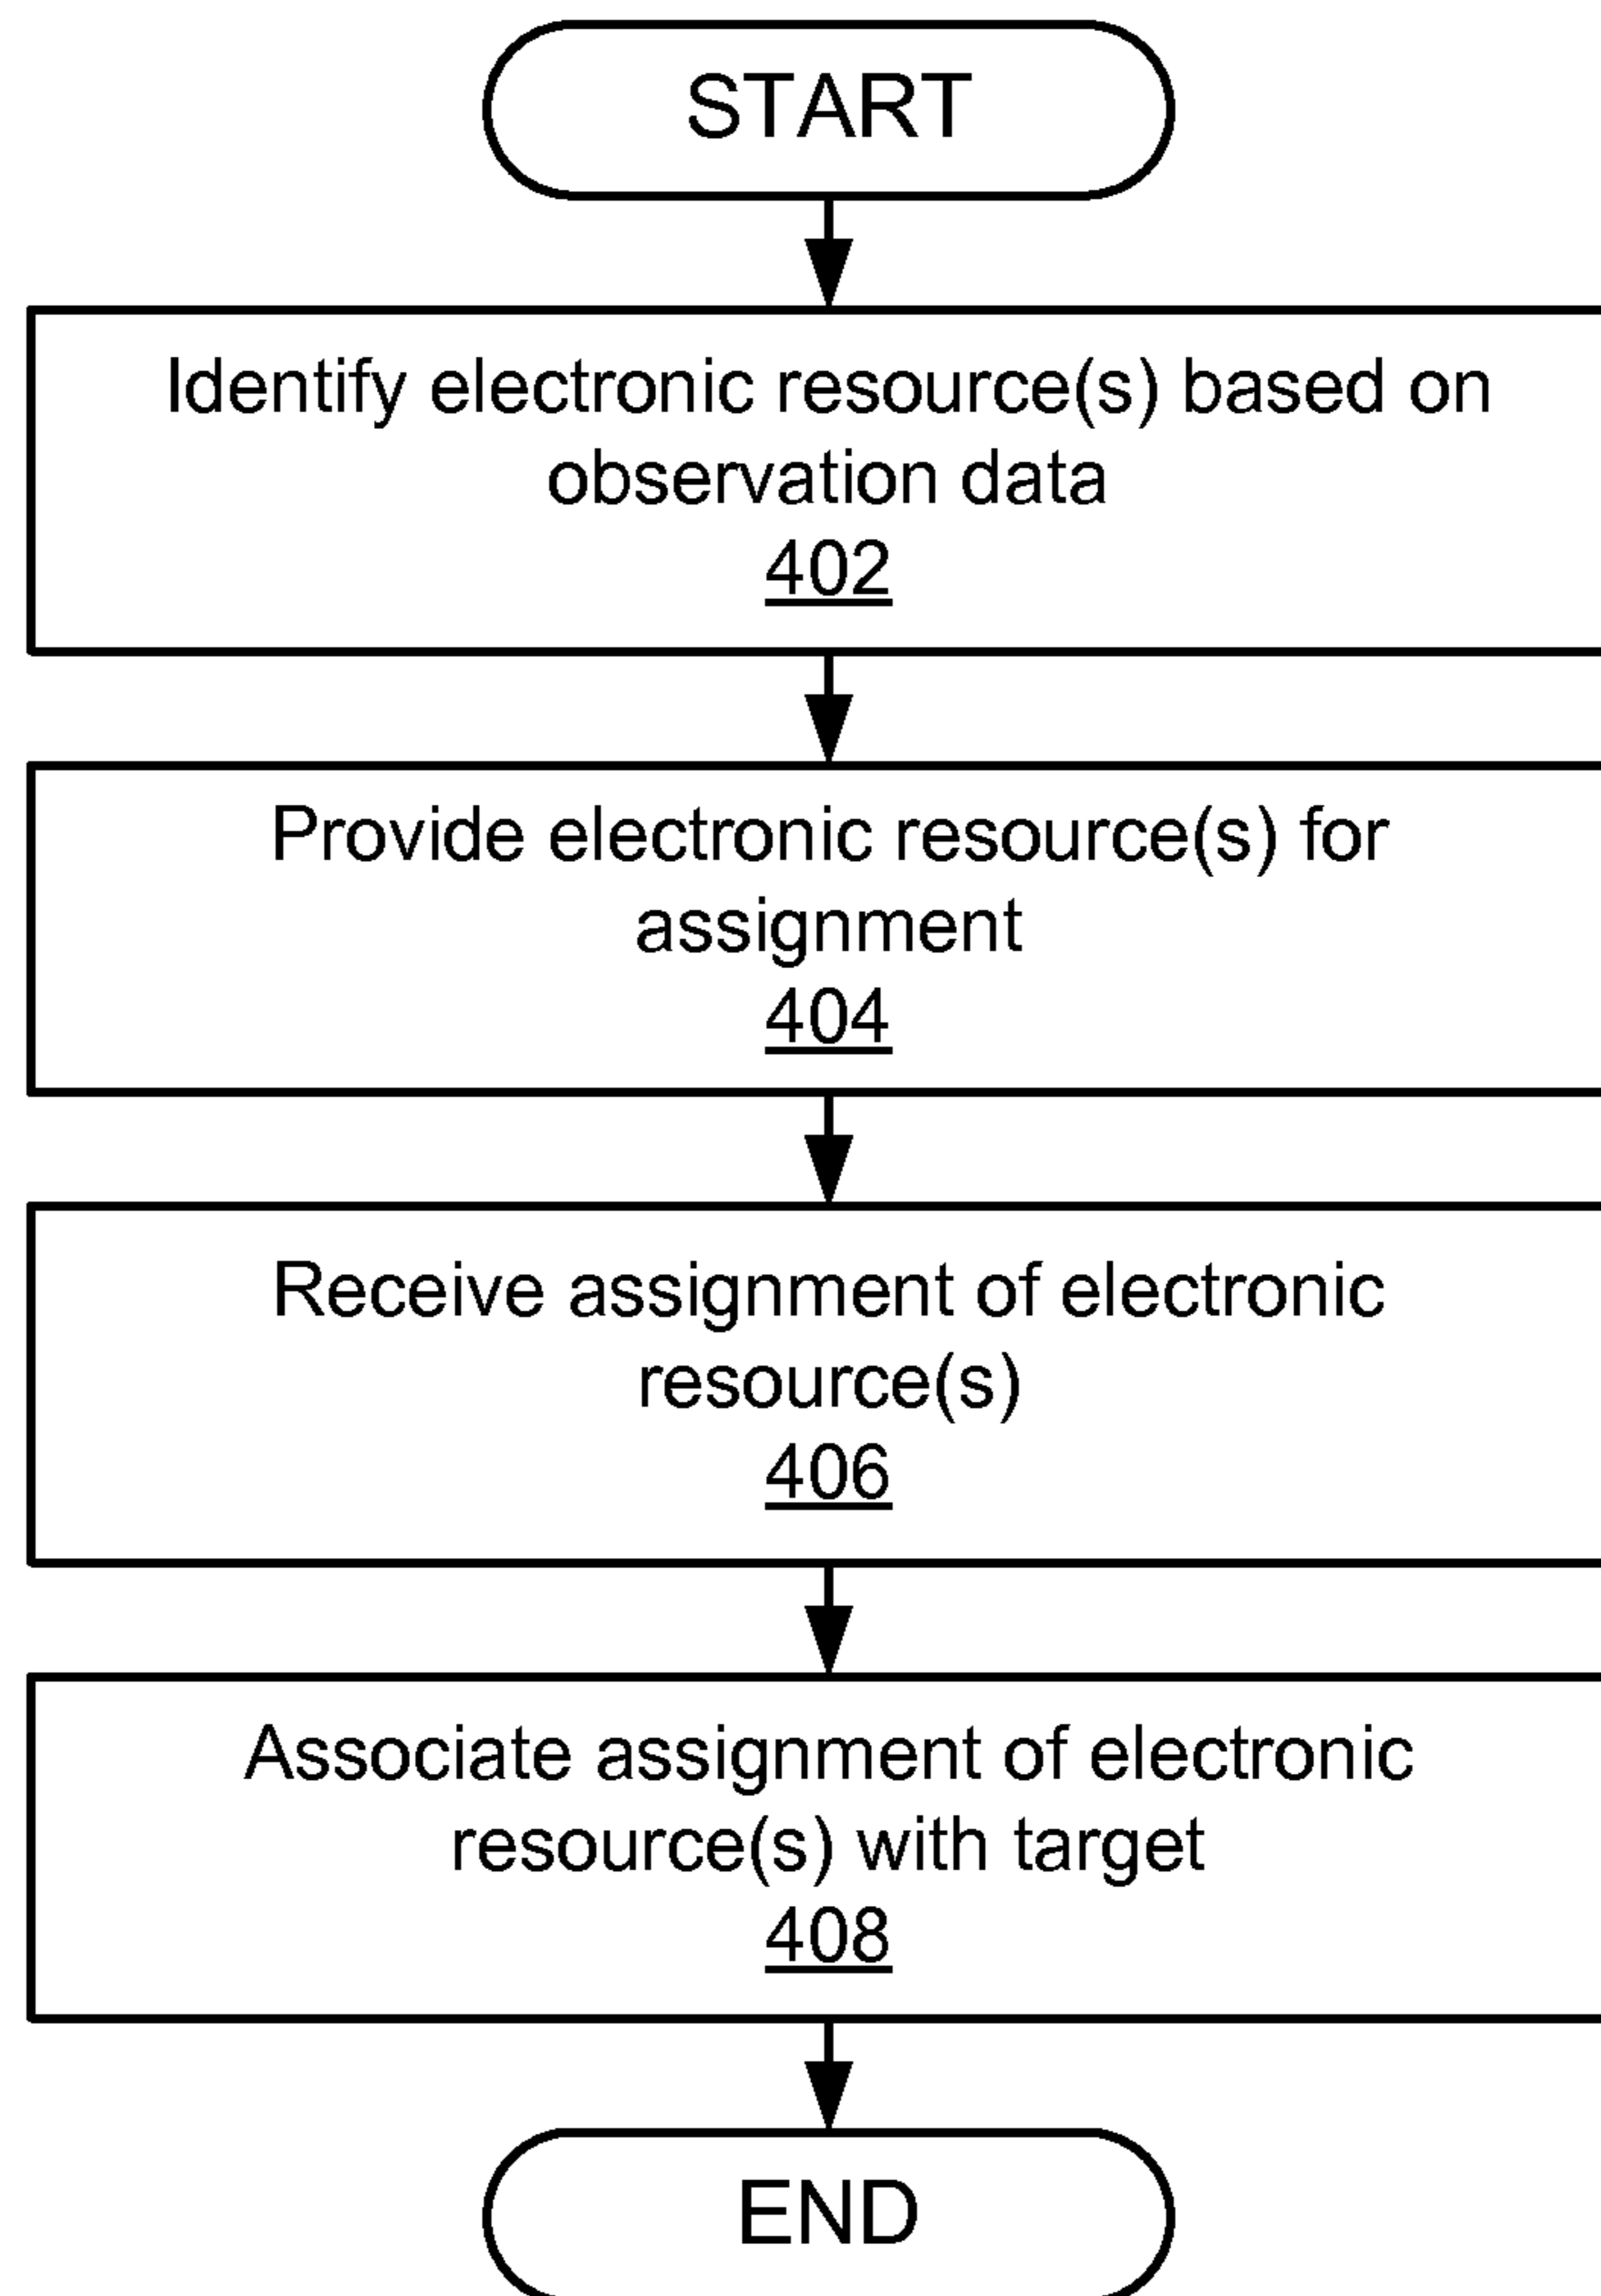 START
Identify electronic resource(s) based on
observation data
402
Provide electronic resource(s) for
assignment
404
Receive assignment of electronic
resource(s)
406
Associate assignment of electronic
resource(s) with target
408
END